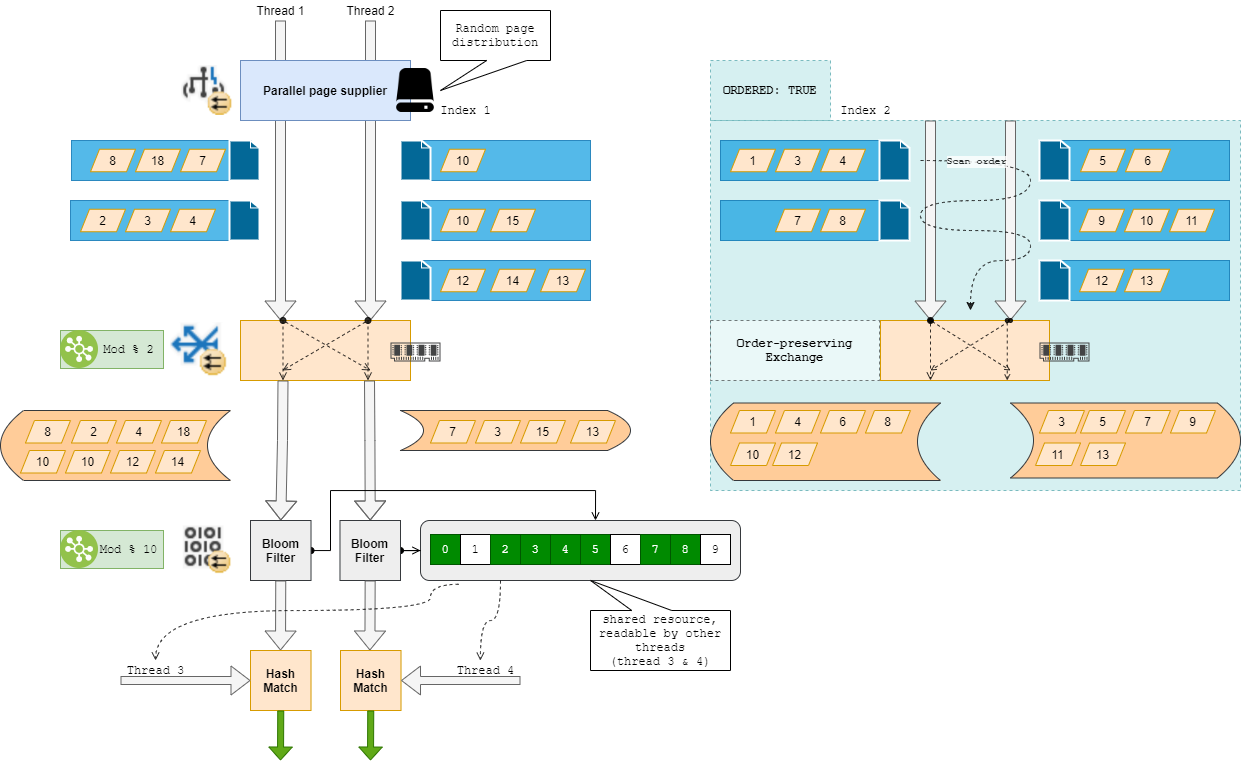 Thread 1
Thread 2
Random page
distribution
Parallel page supplier
Index 1
8
18
7
10
2
3
4
10
15
12
14
13
Mod % 2
8
2
4
18
10
10
12
14
7
3
15
13
Mod % 10
0101
1010
010
Bloom
Filter
Bloom
Filter
0
1
2
3
4
5
6
7
8
9
shared resource,
readable by other
threads
(thread 3 & 4)
Thread 3
Hash
Match
Hash
Match
Thread 4
ORDERED: TRUE
Index 2
1
3
4
Scan order
5
6
7
8
9
10
11
12
13
Order-preserving
Exchange
1
4
6
8
10
12
3
5
7
9
11
13